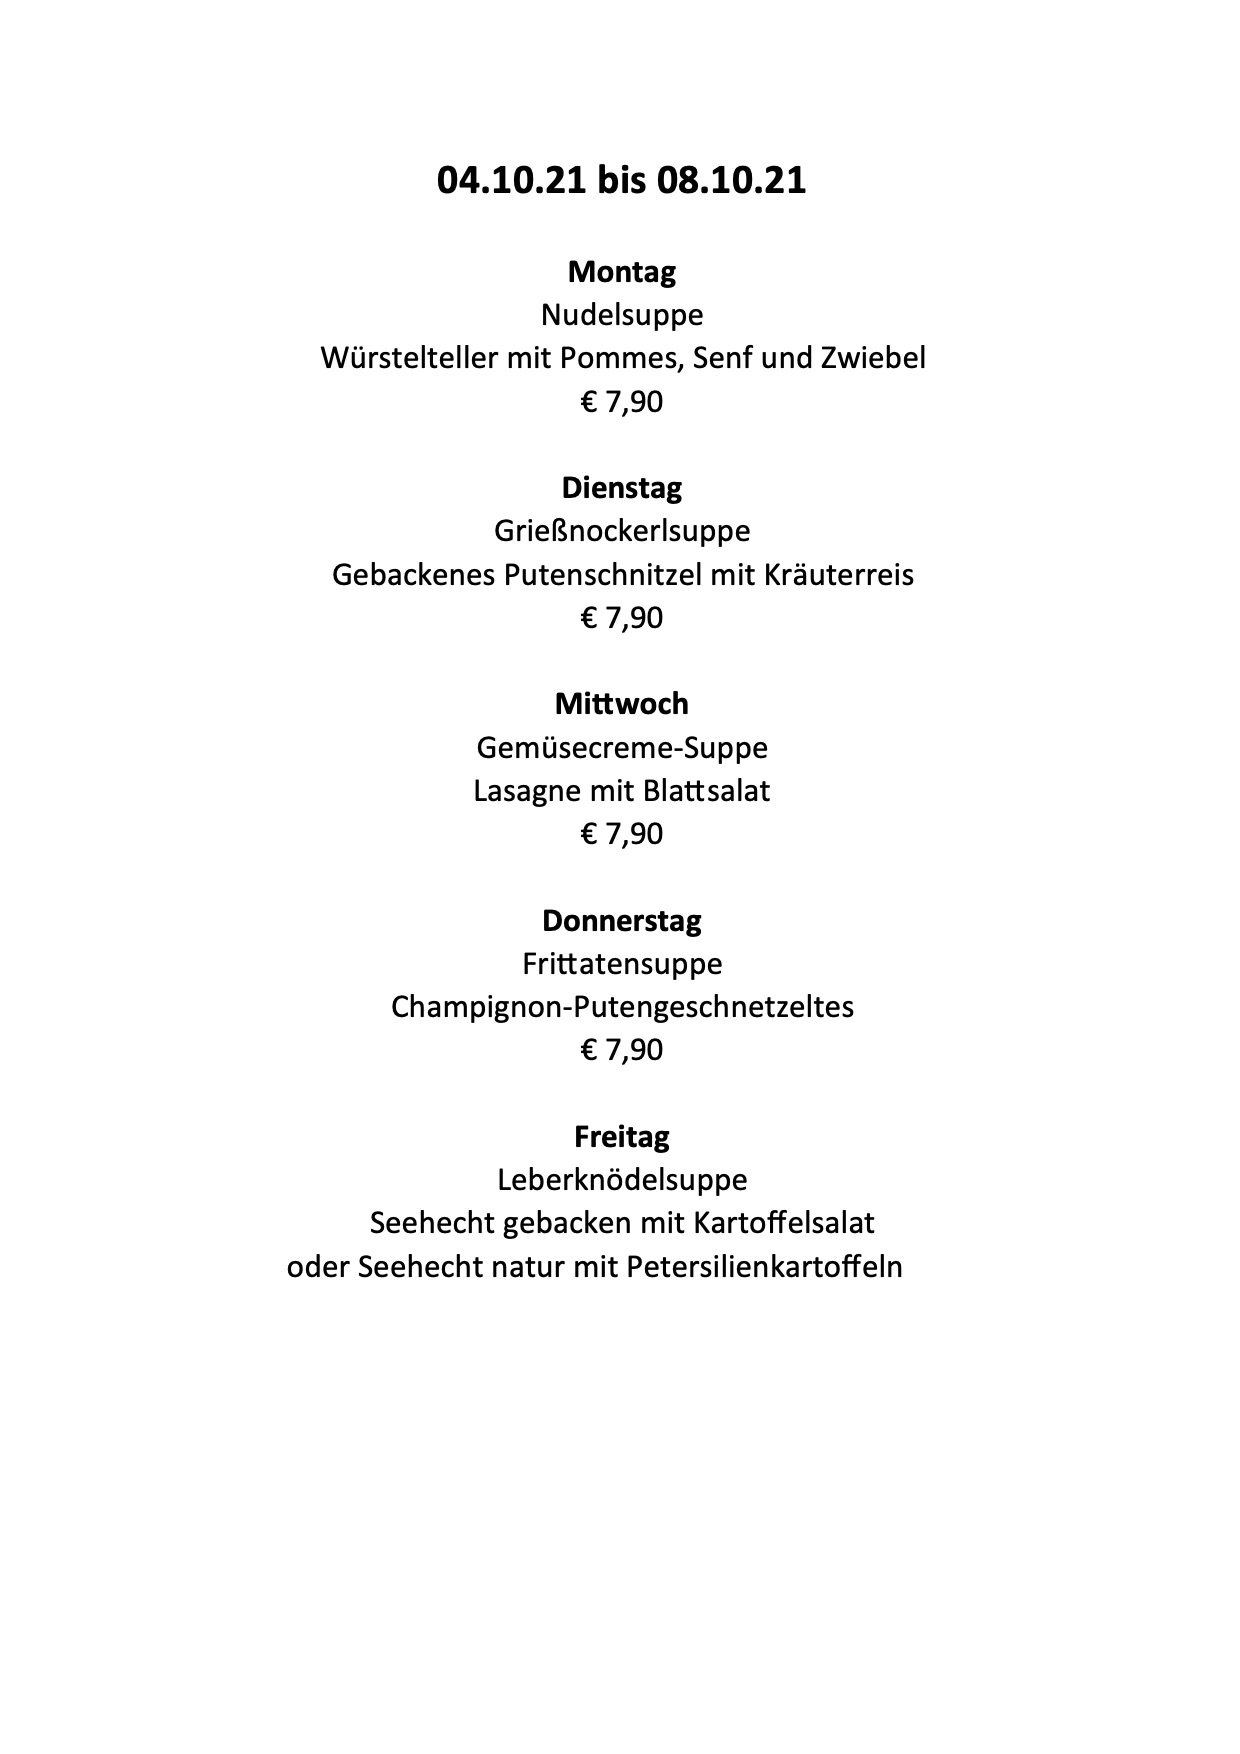 04.10.21 bis 08.10.21
Montag
Nudelsuppe
Würstelteller mit Pommes, Senf und Zwiebel
€ 7,90
Dienstag
Grießnockerlsuppe
Gebackenes Putenschnitzel mit Kräuterreis
€ 7,90
Mittwoch
Gemüsecreme-Suppe
Lasagne mit Blattsalat
€ 7,90
Donnerstag
Frittatensuppe
Champignon-Putengeschnetzeltes
€ 7,90
Freitag
Leberknödelsuppe
Seehecht gebacken mit Kartoffelsalat
oder Seehecht natur mit Petersilienkartoffeln